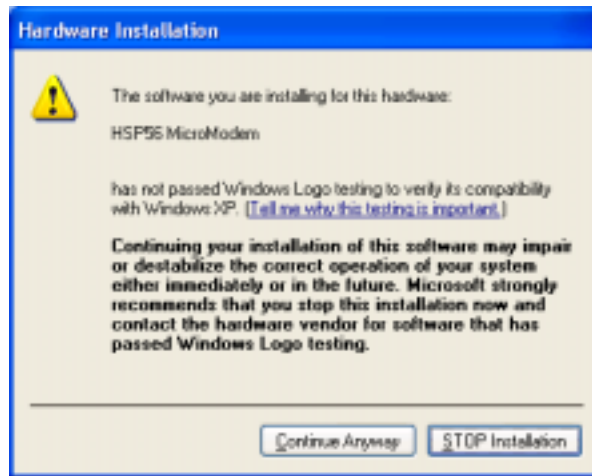 Hardware Installation
The software you are installing for this hardware:
HSP56 MicroModem
has not passed Windows Logo testing to verify its compatibility
with Windows XP. (Tell me why this testing is important.)
Continuing your installation of this software may impair
or destabilize the correct operation of your system
either immediately or in the future. Microsoft strongly
recommends that you stop this installation now and
contact the hardware vendor for software that has
passed Windows Logo testing.
Continue Anyway
STOP Installation